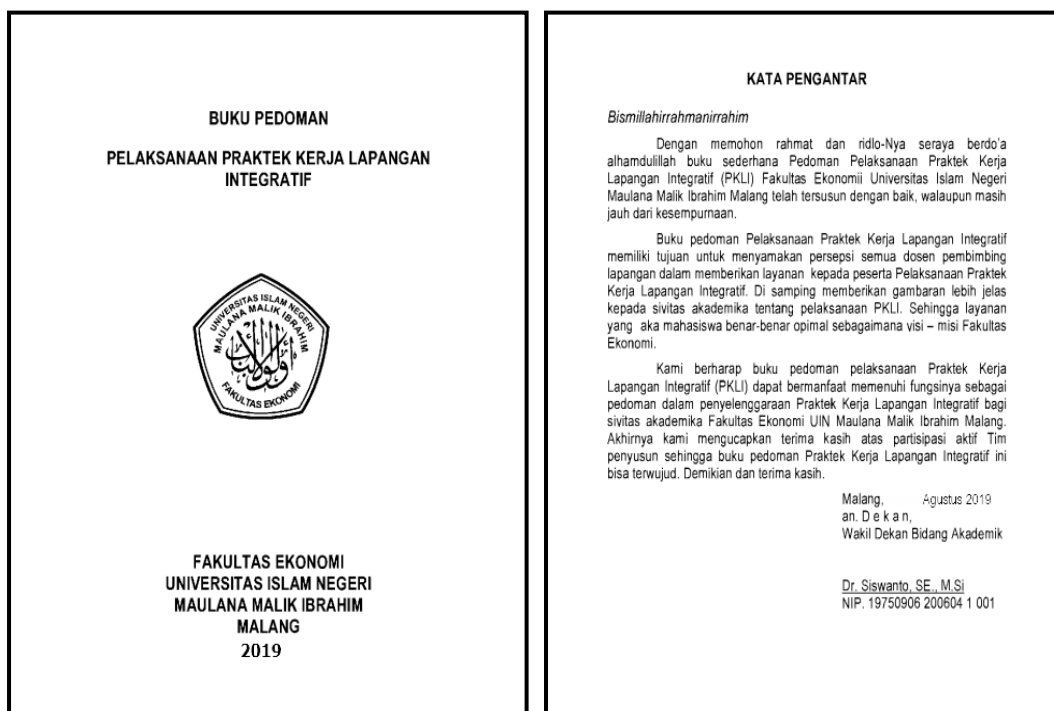 BUKU PEDOMAN
PELAKSANAAN PRAKTEK KERJA LAPANGAN
INTEGRATIF
UNIVERSITAS ISLAM NEGERI
MAULANA MALIK IBRAHIM
FAKULTAS EKONOMI
FAKULTAS EKONOMI
UNIVERSITAS ISLAM NEGERI
MAULANA MALIK IBRAHIM
MALANG
2019
KATA PENGANTAR
Bismillahirrahmanirrahim
Dengan memohon rahmat dan ridlo-Nya seraya berdo'a
alhamdulillah buku sederhana Pedoman Pelaksanaan Praktek Kerja
Lapangan Integratif (PKLI) Fakultas Ekonomii Universitas Islam Negeri
Maulana Malik Ibrahim Malang telah tersusun dengan baik, walaupun masih
jauh dari kesempurnaan.
Buku pedoman Pelaksanaan Praktek Kerja Lapangan Integratif
memiliki tujuan untuk menyamakan persepsi semua dosen pembimbing
lapangan dalam memberikan layanan kepada peserta Pelaksanaan Praktek
Kerja Lapangan Integratif. Di samping memberikan gambaran lebih jelas
kepada sivitas akademika tentang pelaksanaan PKLI. Sehingga layanan
yang aka mahasiswa benar-benar opimal sebagaimana visi – misi Fakultas
Ekonomi.
Kami berharap buku pedoman pelaksanaan Praktek Kerja
Lapangan Integratif (PKLI) dapat bermanfaat memenuhi fungsinya sebagai
pedoman dalam penyelenggaraan Praktek Kerja Lapangan Integratif bagi
sivitas akademika Fakultas Ekonomi UIN Maulana Malik Ibrahim Malang.
Akhirnya kami mengucapkan terima kasih atas partisipasi aktif Tim
penyusun sehingga buku pedoman Praktek Kerja Lapangan Integratif ini
bisa terwujud. Demikian dan terima kasih.
Malang, Agustus 2019
an. D e k a n,
Wakil Dekan Bidang Akademik
Dr. Siswanto, SE., M.Si
NIP. 19750906 200604 1 001